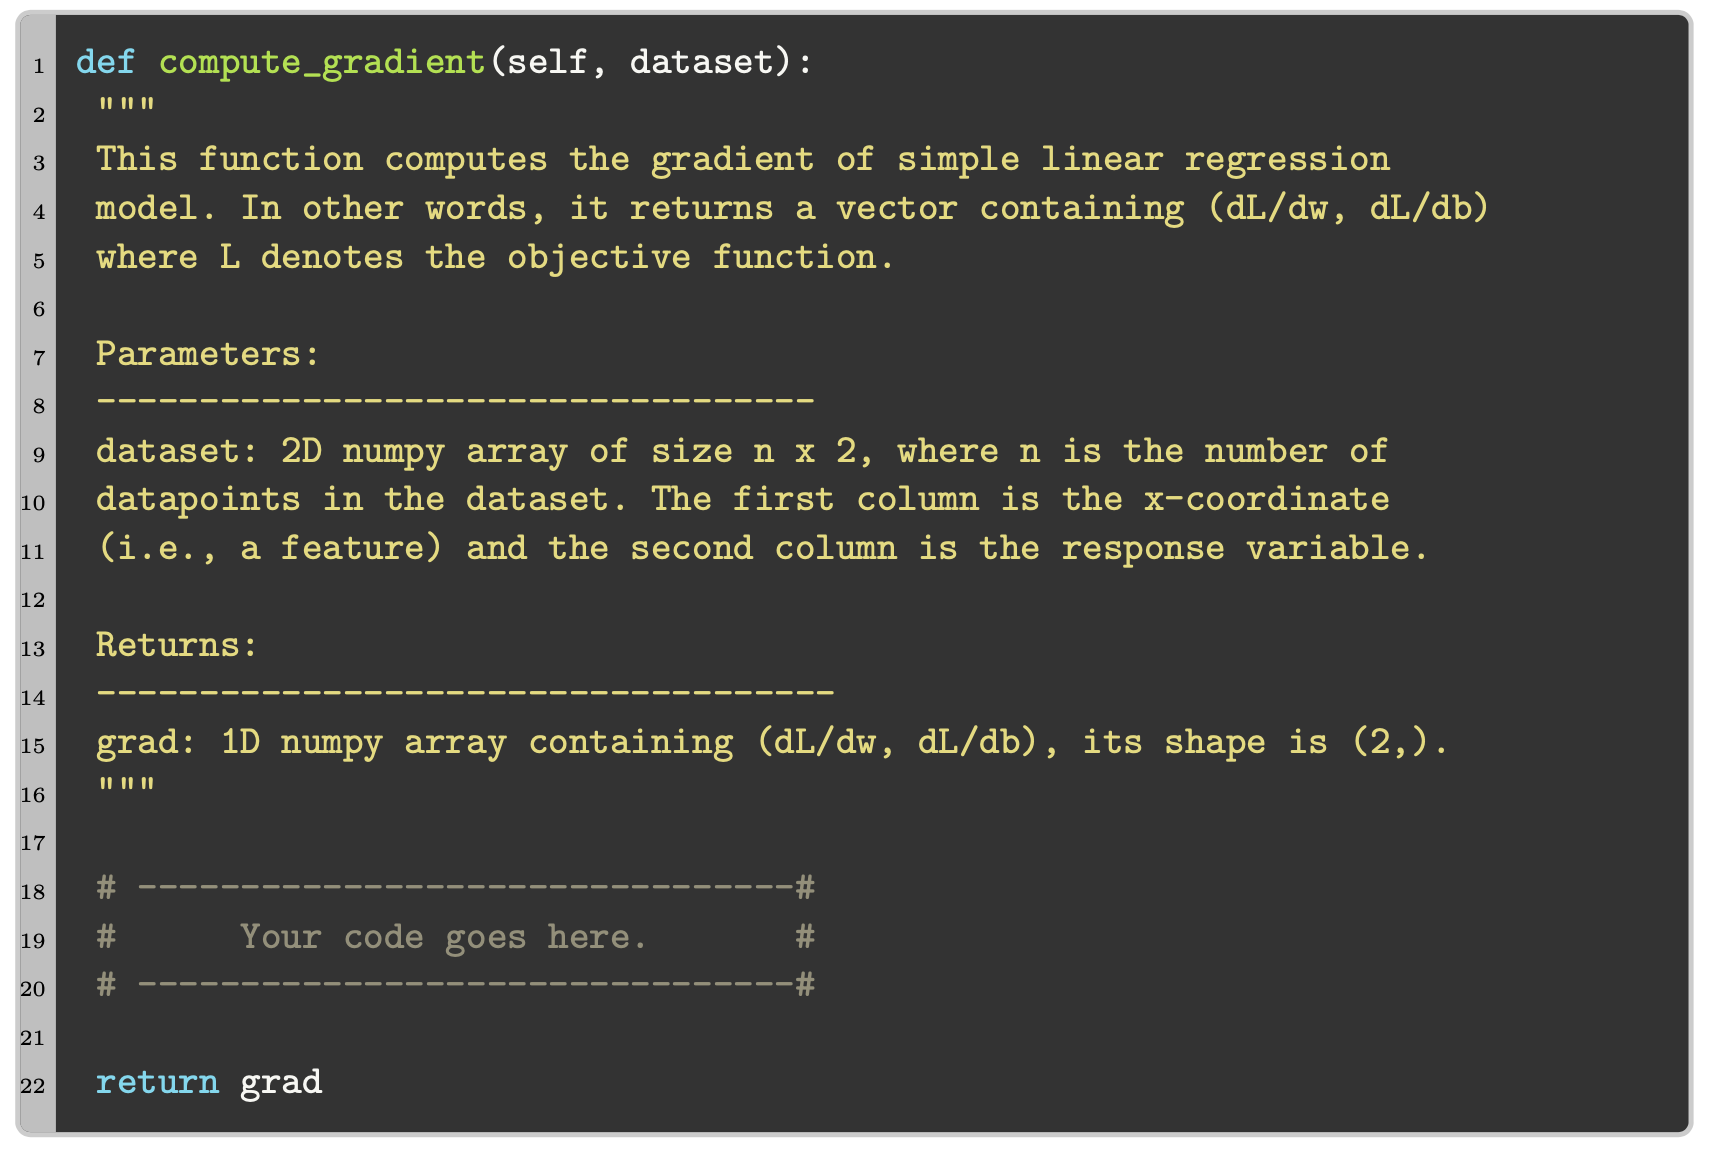 1 def compute_gradient(self, dataset):
2 """
3 This function computes the gradient of simple linear regression
4 model. In other words, it returns a vector containing (dL/dw, dL/db)
5 where L denotes the objective function.
6
7 Parameters:
8 -----------------------------------
9 dataset: 2D numpy array of size n x 2, where n is the number of
10 datapoints in the dataset. The first column is the x-coordinate
11 (i.e., a feature) and the second column is the response variable.
12
13 Returns:
14 ------------------------------------
15 grad: 1D numpy array containing (dL/dw, dL/db), its shape is (2,).
16 """
17
18 # --------------------------------#
19 #      Your code goes here.       #
20 # --------------------------------#
21
22 return grad